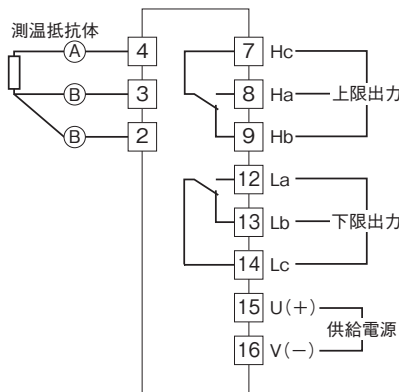 測温抵抗体
A 4
B 3
B 2
7 Hc
8 Ha 上限出力
9 Hb
12 La
13 Lb 下限出力
14 Lc
15 U(+)
供給電源
16 V(−)